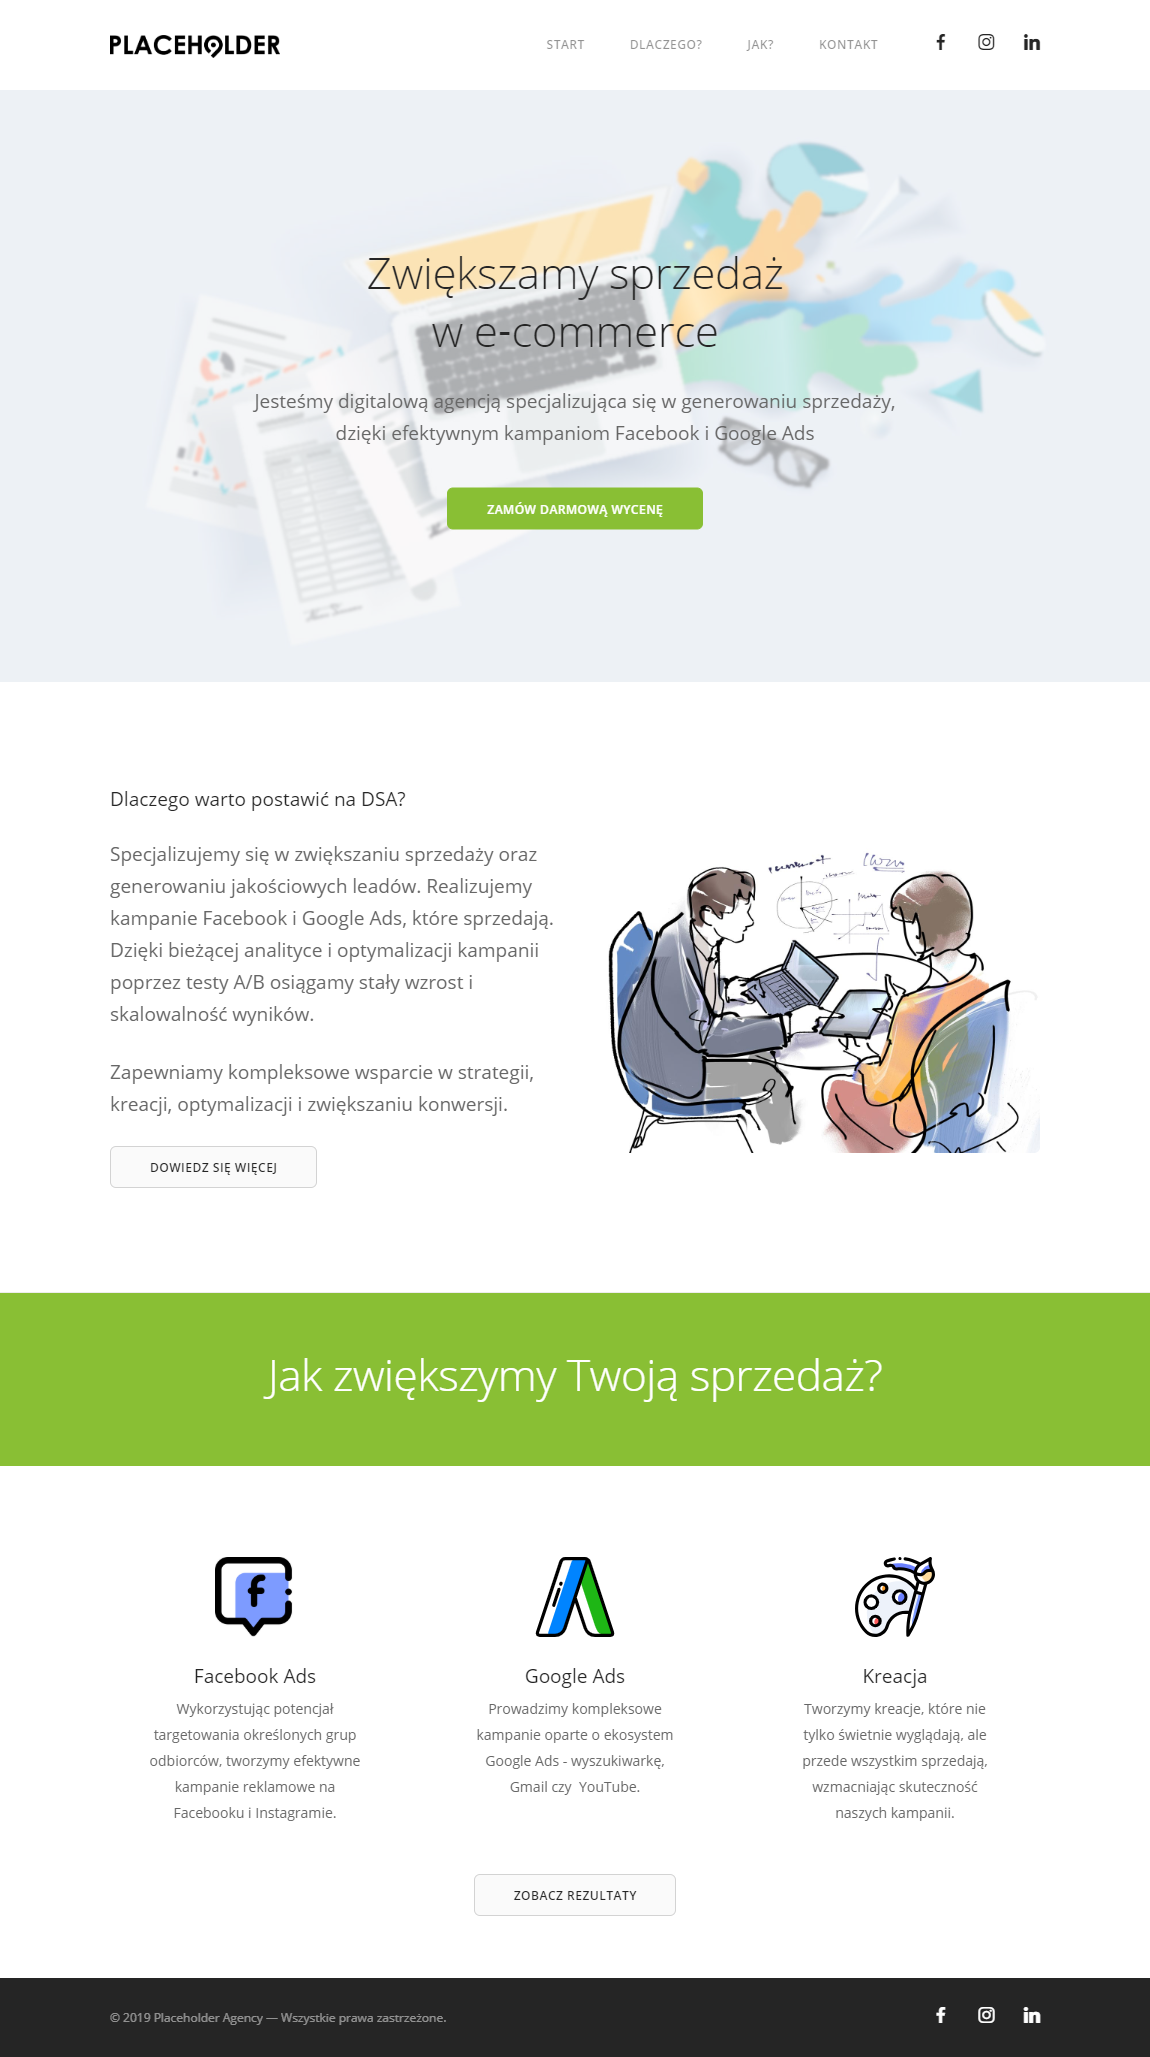 PLACEHOLDER
START DLACZEGO? JAK? KONTAKT
Zwiększamy sprzedaż
w e-commerce
Jesteśmy digitalową agencją specjalizująca się w generowaniu sprzedaży,
dzięki efektywnym kampaniom Facebook i Google Ads
ZAMÓW DARMOWĄ WYCENĘ
Dlaczego warto postawić na DSA?
Specjalizujemy się w zwiększaniu sprzedaży oraz
generowaniu jakościowych leadów. Realizujemy
kampanie Facebook i Google Ads, które sprzedają.
Dzięki bieżącej analityce i optymalizacji kampanii
poprzez testy A/B osiągamy stały wzrost i
skalowalność wyników.
Zapewniamy kompleksowe wsparcie w strategii,
kreacji, optymalizacji i zwiększaniu konwersji.
DOWIEDZ SIĘ WIĘCEJ
Jak zwiększymy Twoją sprzedaż?
Facebook Ads
Wykorzystując potencjał
targetowania określonych grup
odbiorców, tworzymy efektywne
kampanie reklamowe na
Facebooku i Instagramie.
Google Ads
Prowadzimy kompleksowe
kampanie oparte o ekosystem
Google Ads - wyszukiwarkę,
Gmail czy  YouTube.
Kreacja
Tworzymy kreacje, które nie
tylko świetnie wyglądają, ale
przede wszystkim sprzedają,
wzmacniając skuteczność
naszych kampanii.
ZOBACZ REZULTATY
© 2019 Placeholder Agency — Wszystkie prawa zastrzeżone.